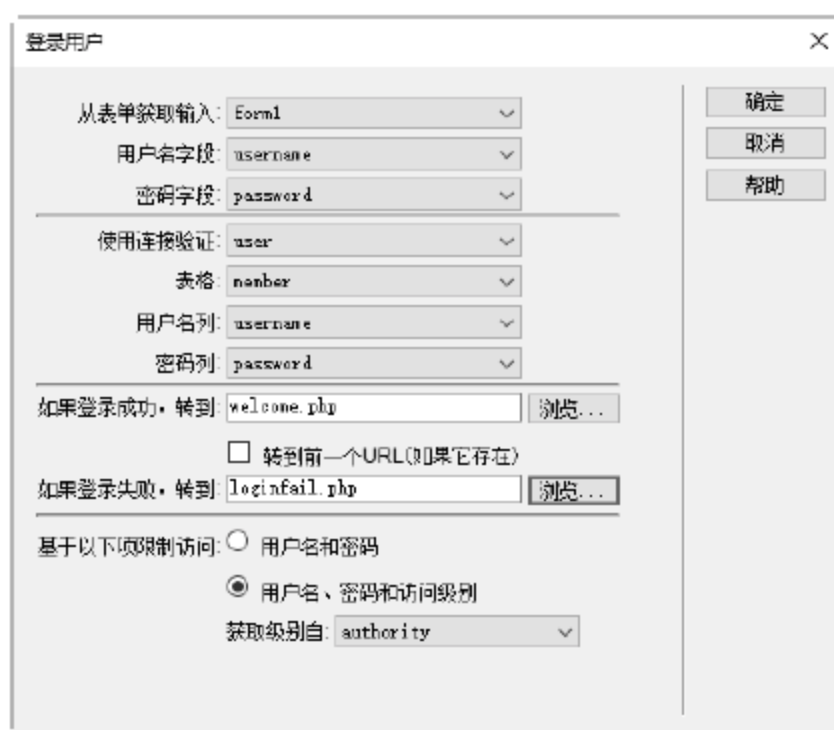 登录用户
从表单获取输入: Form1
确定
用户名字段: username
取消
密码字段: password
帮助
使用连接验证: user
表格: member
用户名列: username
密码列: password
如果登录成功，转到: welcome.php 浏览...
转到前一个URL(如果它存在)
如果登录失败，转到: loginfail.php 浏览...
基于以下项限制访问: 用户名和密码
用户名、密码和访问级别
获取级别自: authority